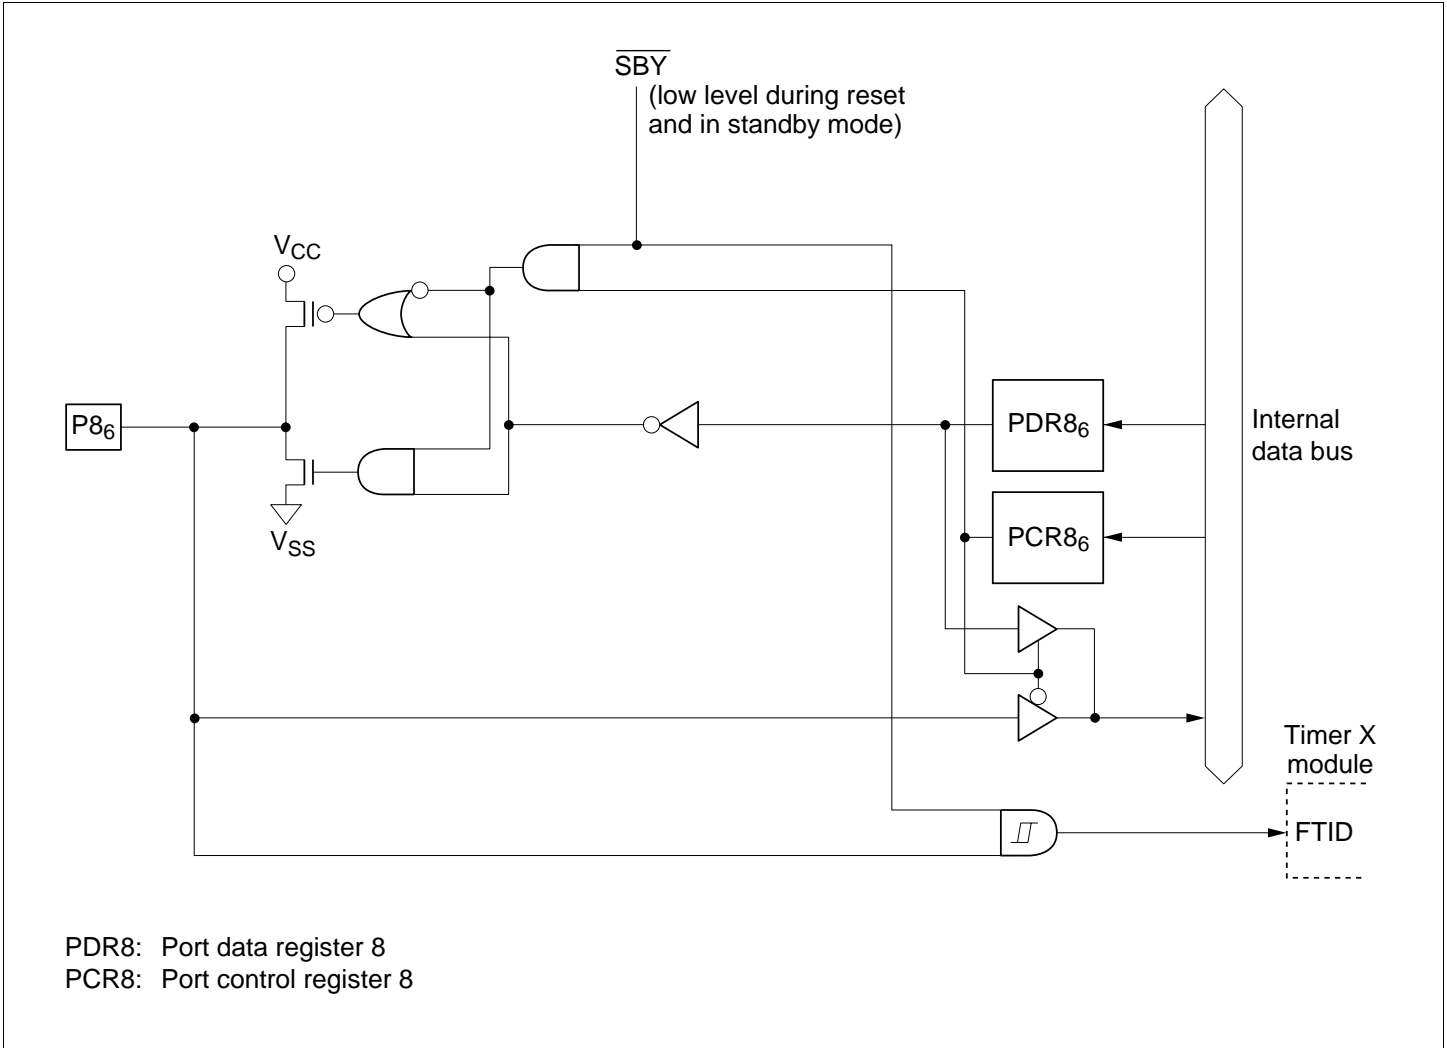 SBY
(low level during reset
and in standby mode)
VCC
P86
VSS
PDR86
PCR86
Internal
data bus
Timer X
module
FTID
PDR8: Port data register 8
PCR8: Port control register 8